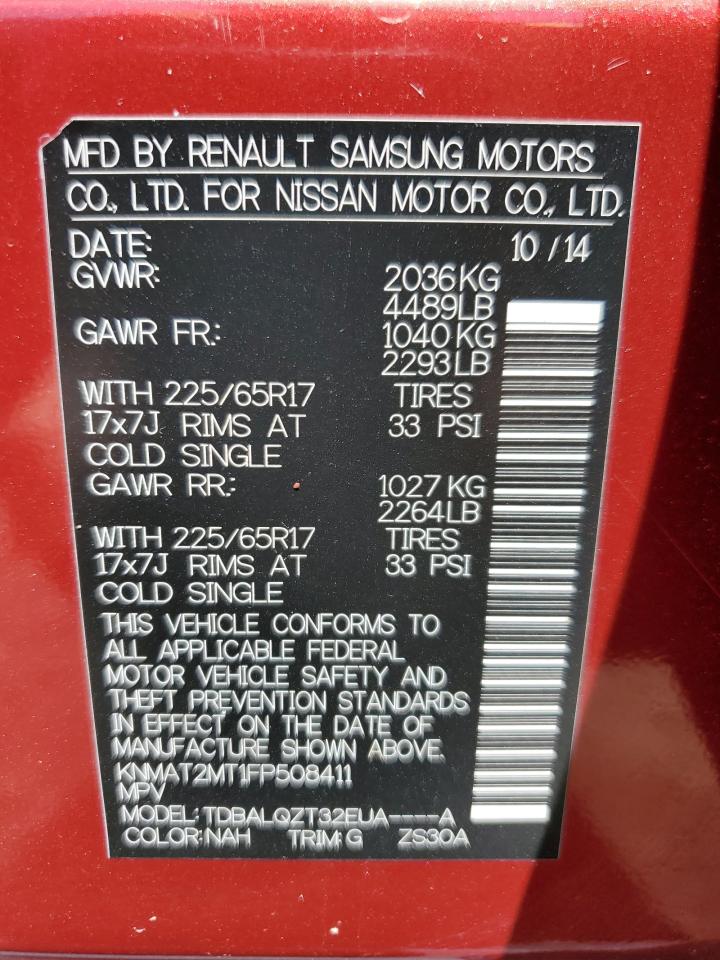 MFD BY RENAULT SAMSUNG MOTORS
CO., LTD. FOR NISSAN MOTOR CO., LTD.
DATE: 10 / 14
GVWR: 2036 KG
4489 LB
GAWR FR.: 1040 KG
2293 LB
WITH 225/65R17 TIRES
17x7J RIMS AT 33 PSI
COLD SINGLE
GAWR RR.: 1027 KG
2264 LB
WITH 225/65R17 TIRES
17x7J RIMS AT 33 PSI
COLD SINGLE
THIS VEHICLE CONFORMS TO
ALL APPLICABLE FEDERAL
MOTOR VEHICLE SAFETY AND
THEFT PREVENTION STANDARDS
IN EFFECT ON THE DATE OF
MANUFACTURE SHOWN ABOVE.
KNMAT2MT1FP508411
MPV
MODEL: TDBALQZT32EUA----A
COLOR: NAH TRIM: G ZS30A